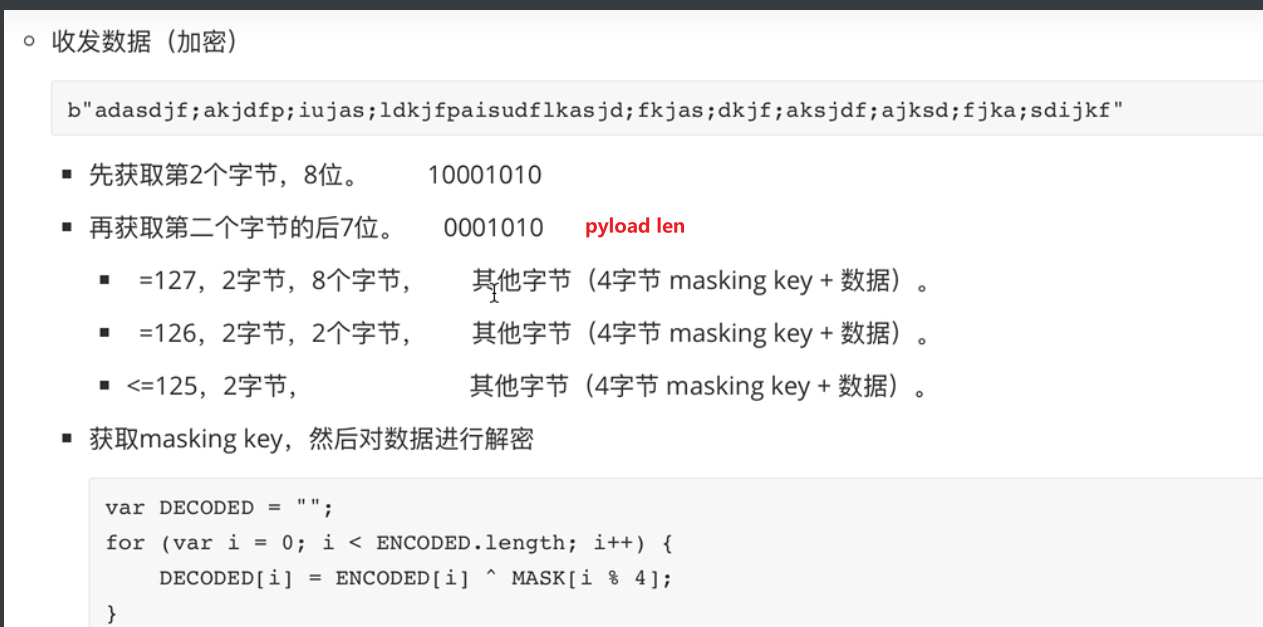 收发数据（加密）
b"adasdjf;akjdfp;iujas;ldkjfpaisudflkasjd;fkjas;dkjf;aksjdf;ajksd;fjka;sdijkf"
先获取第2个字节，8位。 10001010
再获取第二个字节的后7位。 0001010 pyload len
=127，2字节，8个字节， 其他字节（4字节 masking key + 数据）。
=126，2字节，2个字节， 其他字节（4字节 masking key + 数据）。
<=125，2字节， 其他字节（4字节 masking key + 数据）。
获取masking key，然后对数据进行解密
var DECODED = "";
for (var i = 0; i < ENCODED.length; i++) {
DECODED[i] = ENCODED[i] ^ MASK[i % 4];
}